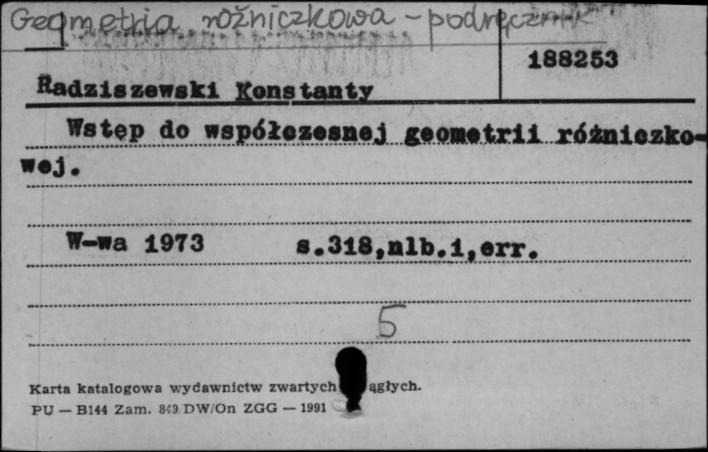 Geometria różniczkowa - podręcznik
188253
Radziszewski Konstanty
Wstęp do współczesnej geometrii różniczko-
wej.
W-wa 1973 s.318,nlb.1,err.
5
Karta katalogowa wydawnictw zwartych ągłych.
PU — B144 Zam. 849 DW/On ZGG — 1991